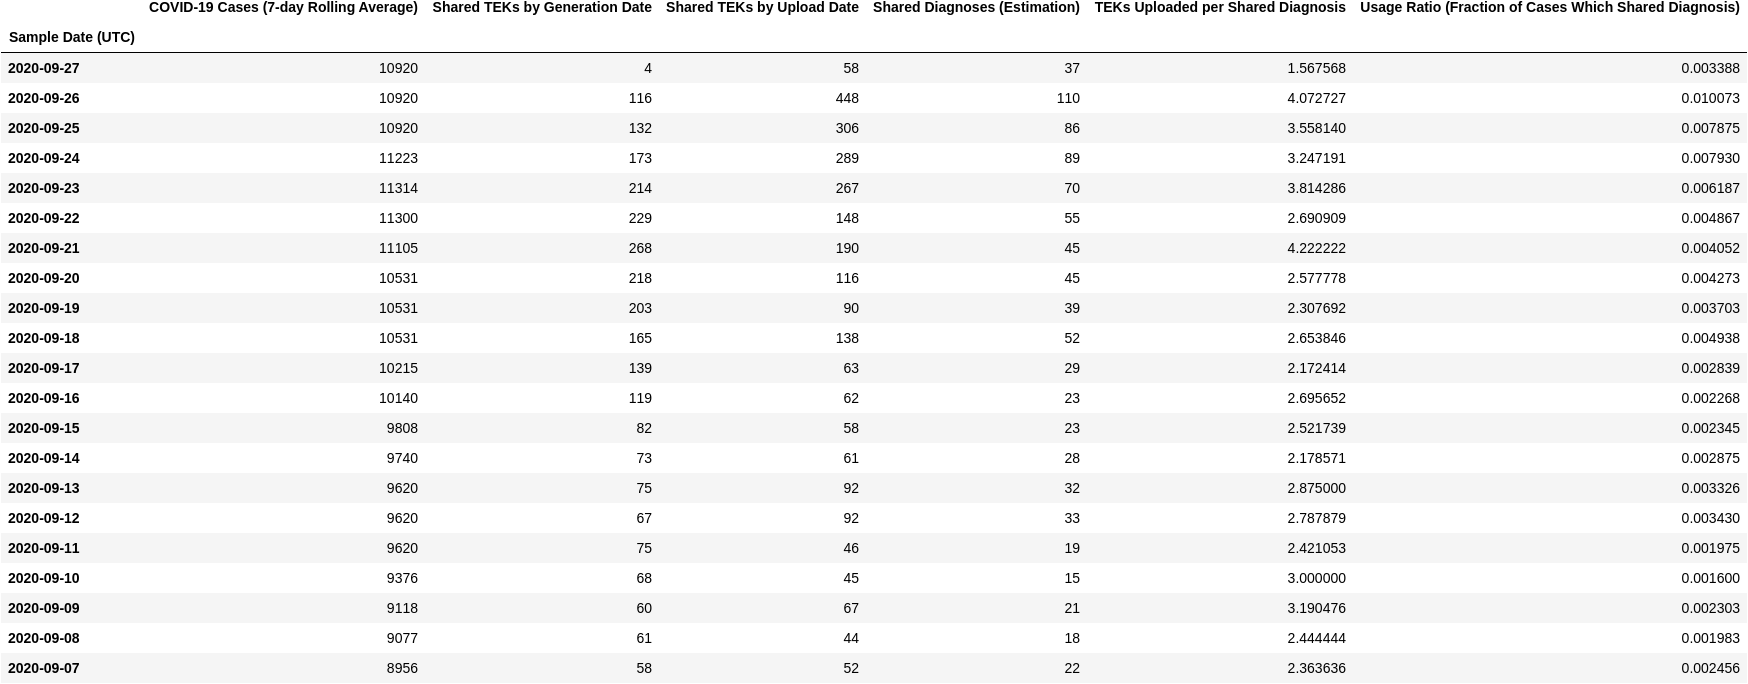 COVID-19 Cases (7-day Rolling Average) Shared TEKs by Generation Date Shared TEKs by Upload Date Shared Diagnoses (Estimation) TEKs Uploaded per Shared Diagnosis Usage Ratio (Fraction of Cases Which Shared Diagnosis)
Sample Date (UTC)
2020-09-27 10920 4 58 37 1.567568 0.003388
2020-09-26 10920 116 448 110 4.072727 0.010073
2020-09-25 10920 132 306 86 3.558140 0.007875
2020-09-24 11223 173 289 89 3.247191 0.007930
2020-09-23 11314 214 267 70 3.814286 0.006187
2020-09-22 11300 229 148 55 2.690909 0.004867
2020-09-21 11105 268 190 45 4.222222 0.004052
2020-09-20 10531 218 116 45 2.577778 0.004273
2020-09-19 10531 203 90 39 2.307692 0.003703
2020-09-18 10531 165 138 52 2.653846 0.004938
2020-09-17 10215 139 63 29 2.172414 0.002839
2020-09-16 10140 119 62 23 2.695652 0.002268
2020-09-15 9808 82 58 23 2.521739 0.002345
2020-09-14 9740 73 61 28 2.178571 0.002875
2020-09-13 9620 75 92 32 2.875000 0.003326
2020-09-12 9620 67 92 33 2.787879 0.003430
2020-09-11 9620 75 46 19 2.421053 0.001975
2020-09-10 9376 68 45 15 3.000000 0.001600
2020-09-09 9118 60 67 21 3.190476 0.002303
2020-09-08 9077 61 44 18 2.444444 0.001983
2020-09-07 8956 58 52 22 2.363636 0.002456